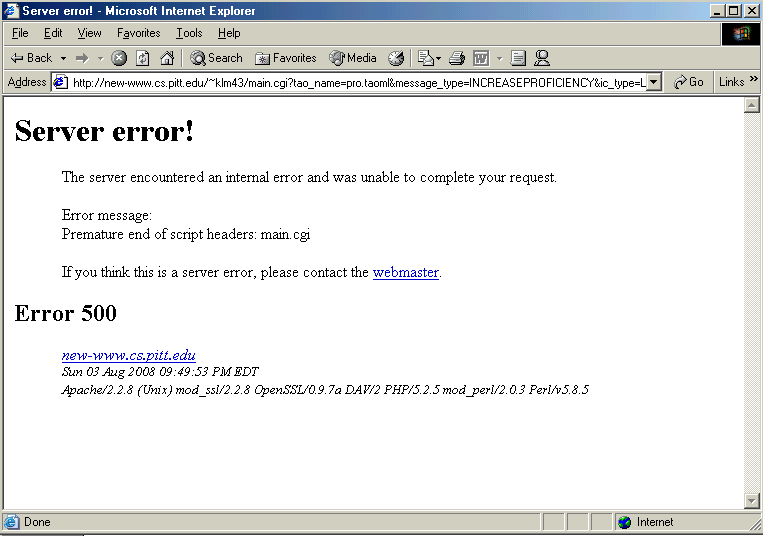 Server error! - Microsoft Internet Explorer
File Edit View Favorites Tools Help
Back Search Favorites Media
Address http://new-www.cs.pitt.edu/~klm43/main.cgi?tao_name=pro.taoml&message_type=INCREASEPROFICIENCY&ic_type=L Go Links »
Server error!
The server encountered an internal error and was unable to complete your request.
Error message:
Premature end of script headers: main.cgi
If you think this is a server error, please contact the webmaster.
Error 500
new-www.cs.pitt.edu
Sun 03 Aug 2008 09:49:53 PM EDT
Apache/2.2.8 (Unix) mod_ssl/2.2.8 OpenSSL/0.9.7a DAV/2 PHP/5.2.5 mod_perl/2.0.3 Perl/v5.8.5
Done Internet